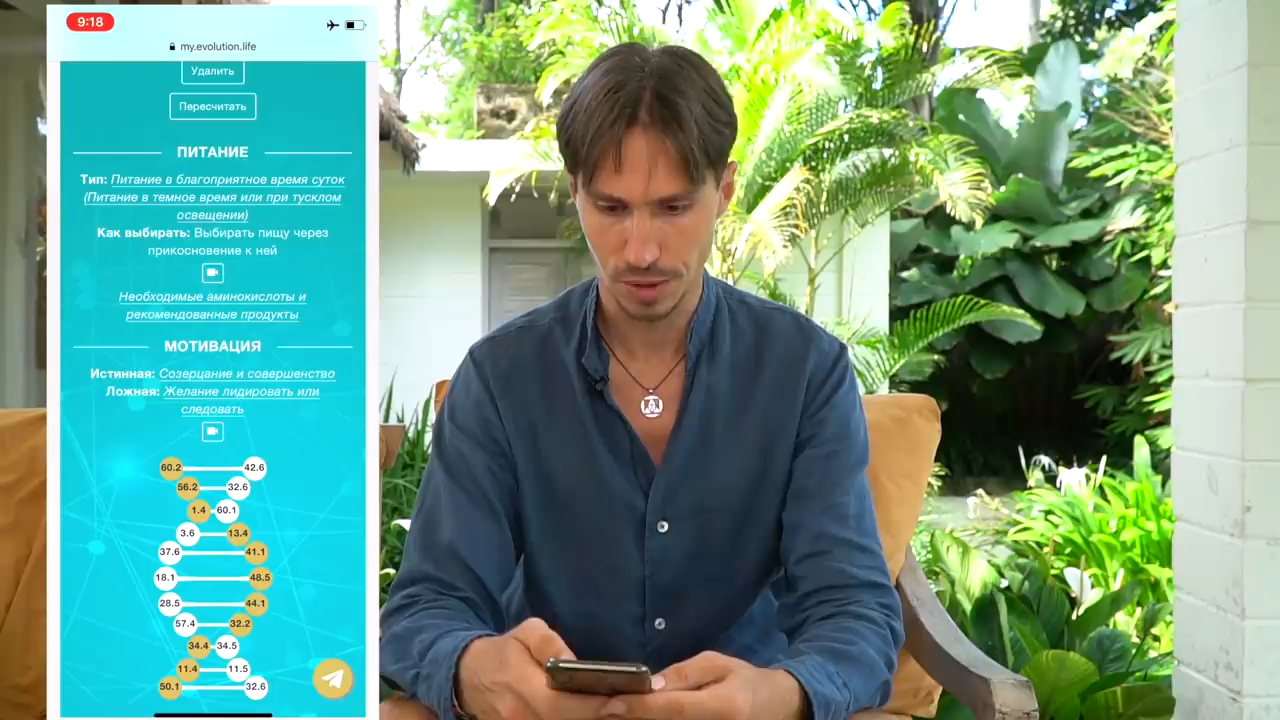 9:18
my.evolution.life
Удалить
Пересчитать
ПИТАНИЕ
Тип: Питание в благоприятное время суток
(Питание в темное время или при тусклом
освещении)
Как выбирать: Выбирать пищу через
прикосновение к ней
Необходимые аминокислоты и
рекомендованные продукты
МОТИВАЦИЯ
Истинная: Созерцание и совершенство
Ложная: Желание лидировать или
следовать
60.2 42.6
56.2 32.6
1.4 60.1
3.6 13.4
37.6 41.1
18.1 48.5
28.5 44.1
57.4 32.2
34.4 34.5
11.4 11.5
50.1 32.6